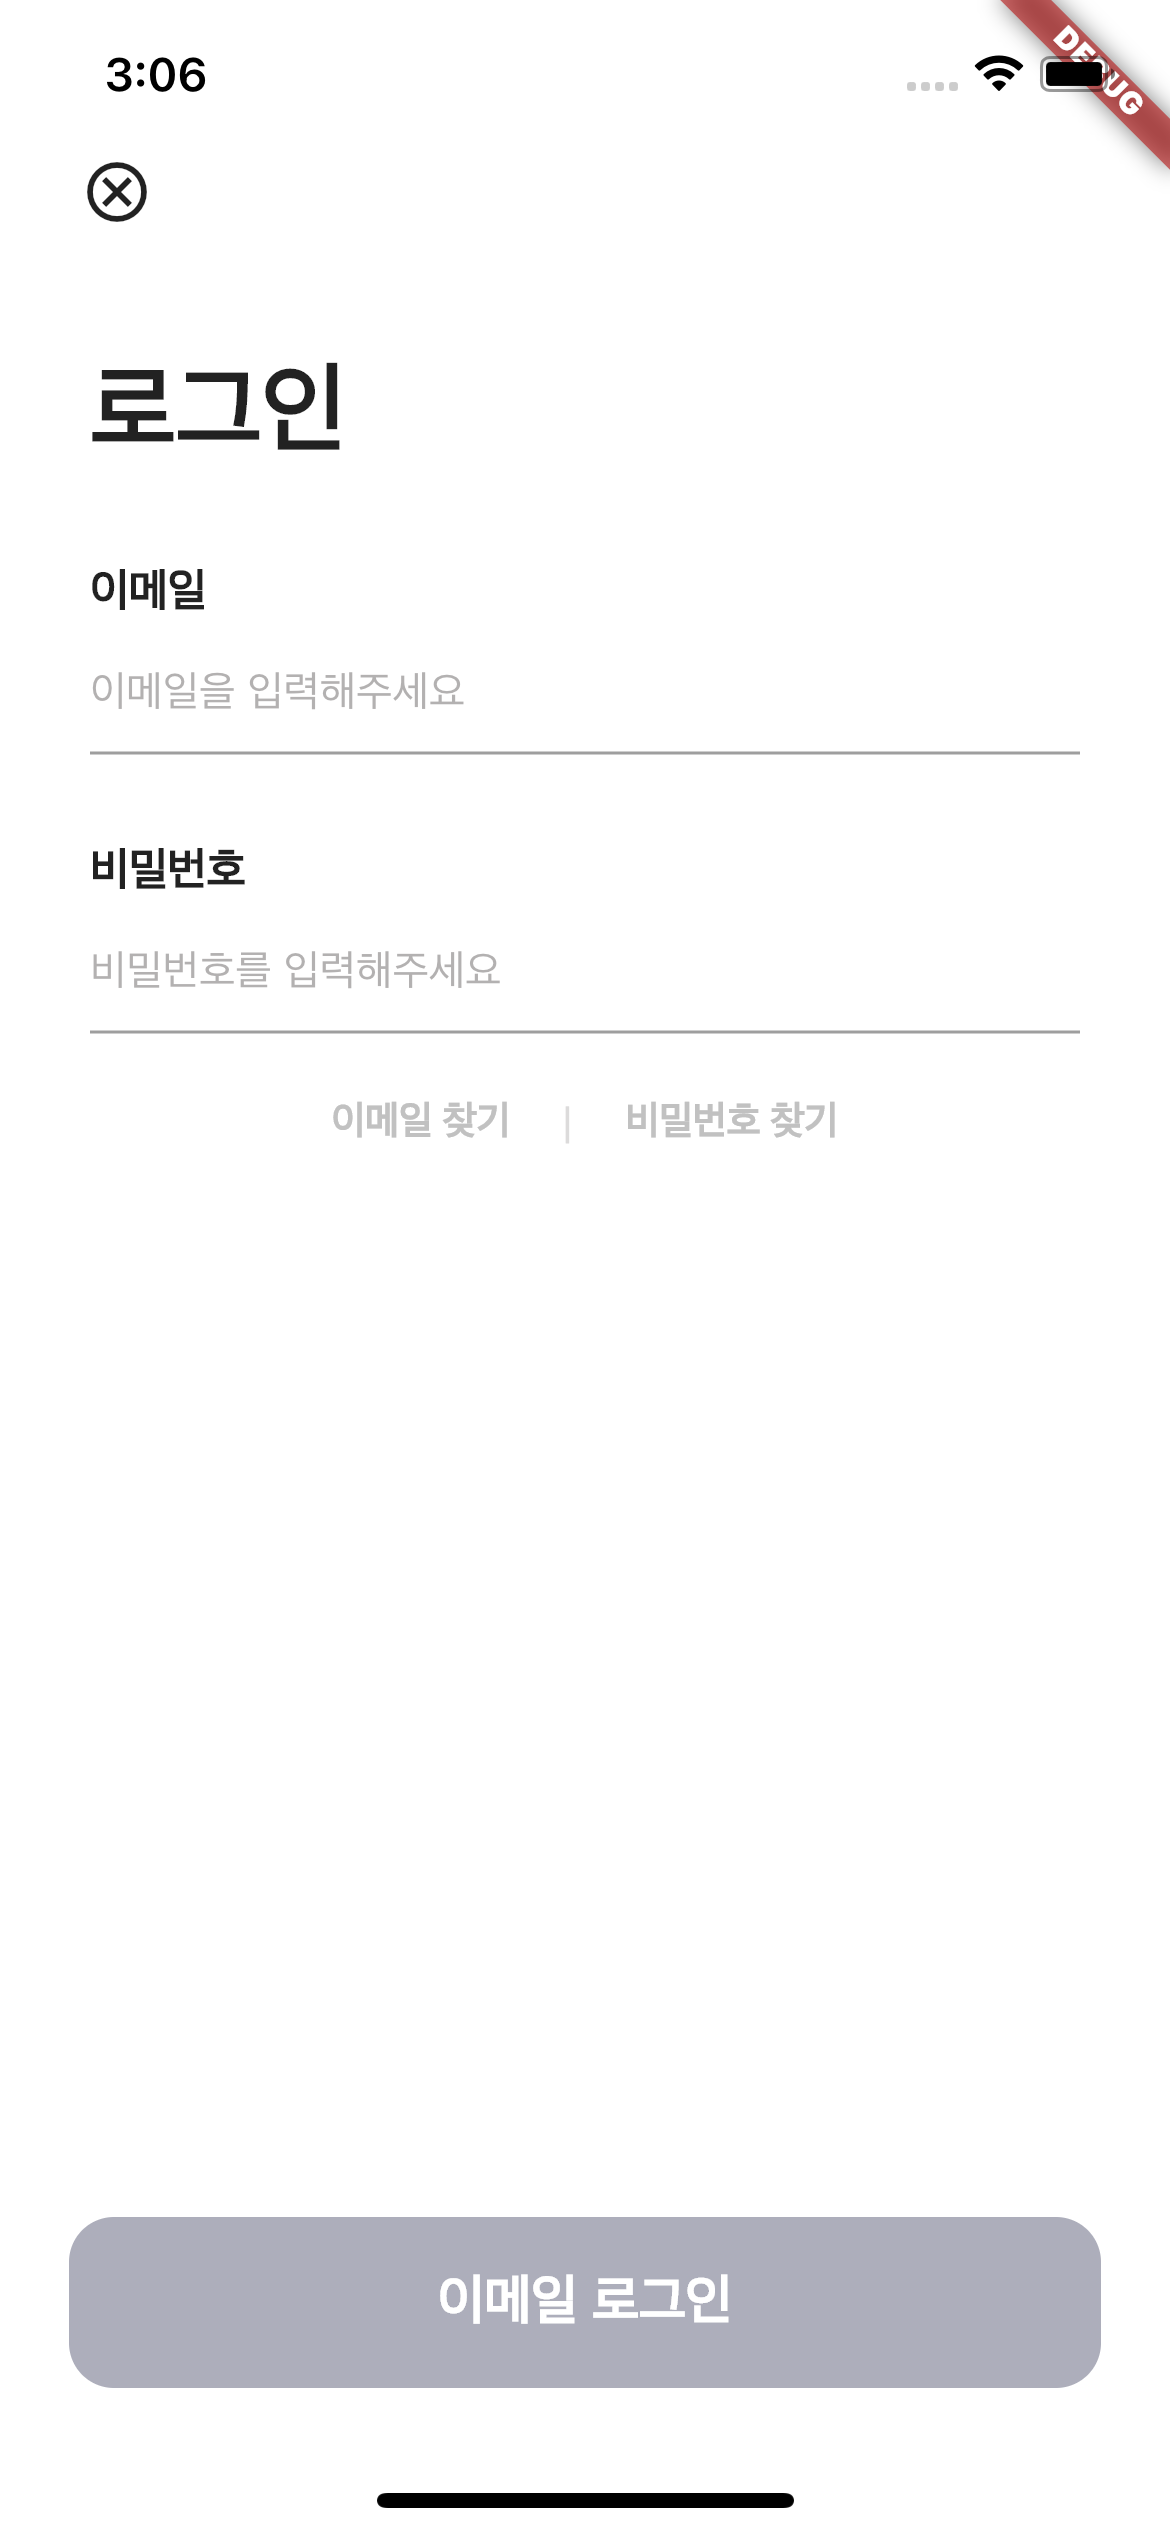 3:06
DEBUG
로그인
이메일
이메일을 입력해주세요
비밀번호
비밀번호를 입력해주세요
이메일 찾기 | 비밀번호 찾기
이메일 로그인